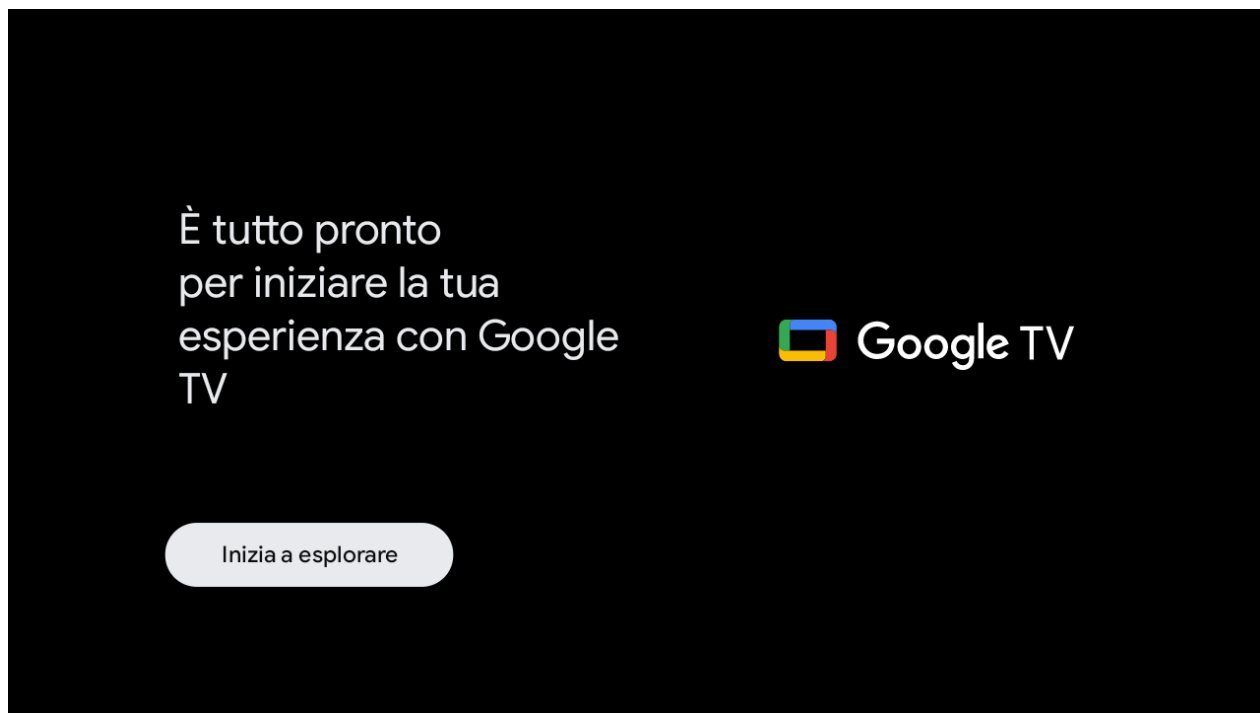 È tutto pronto
per iniziare la tua
esperienza con Google
TV
Google TV
Inizia a esplorare